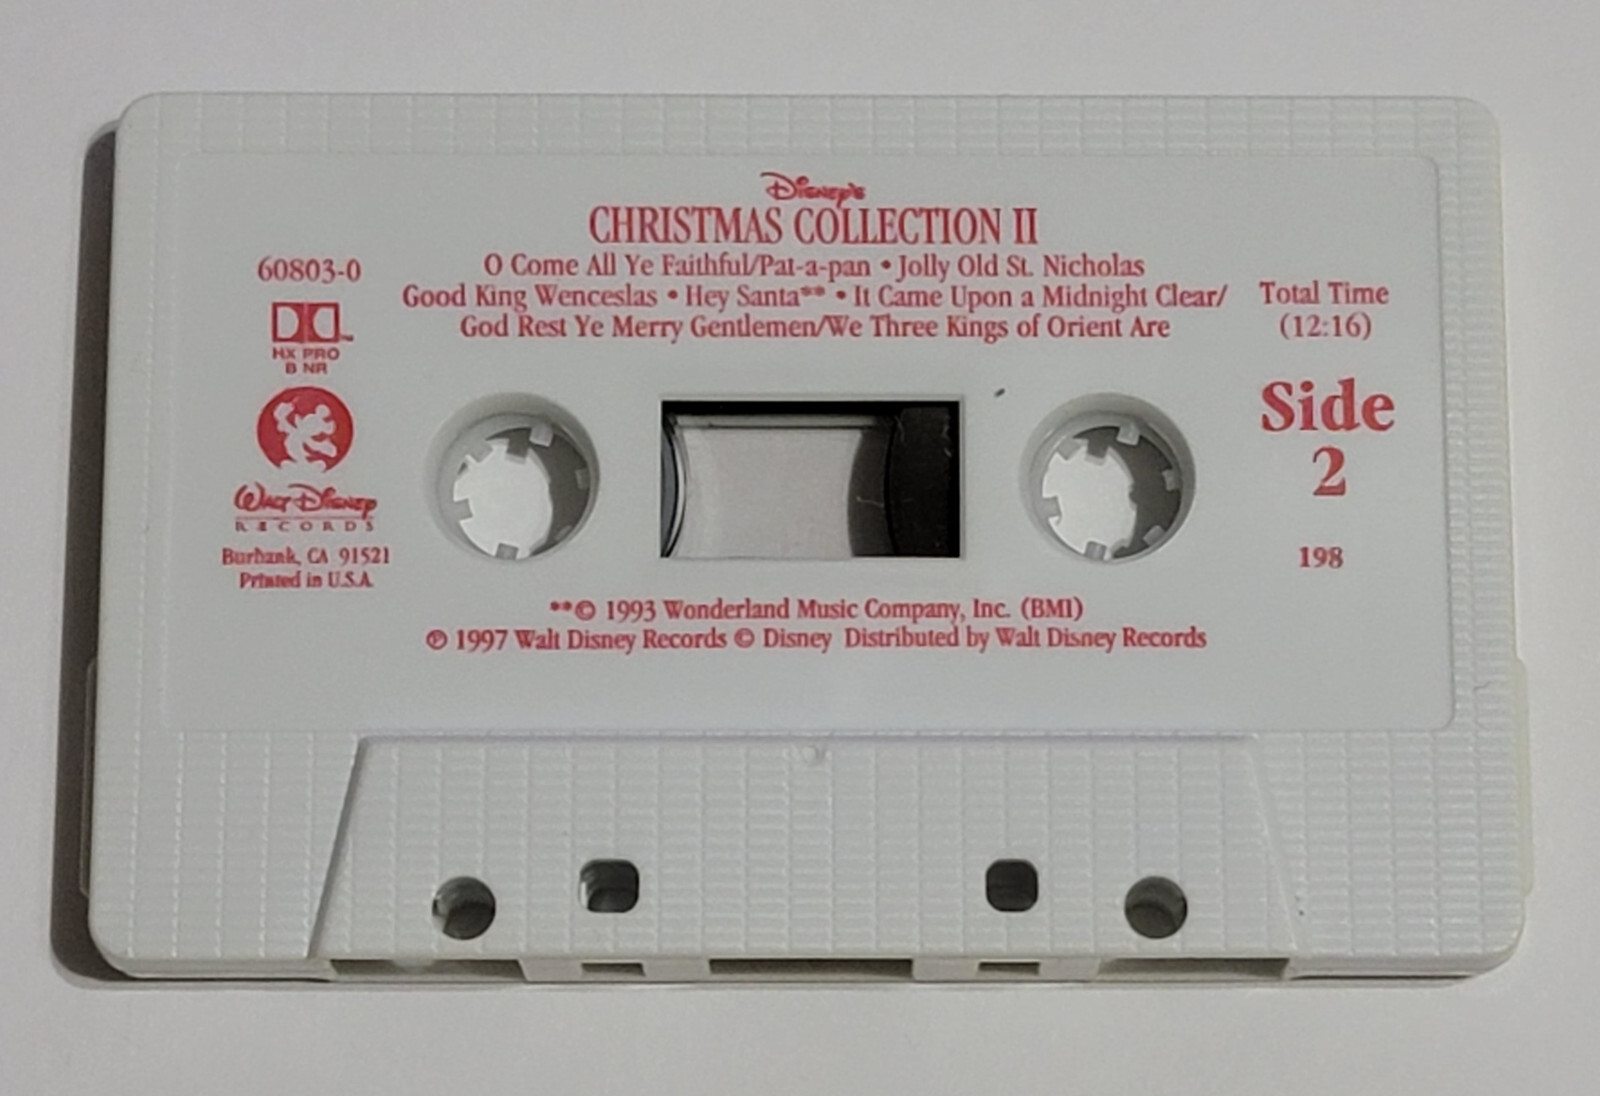 Disney's
CHRISTMAS COLLECTION II
O Come All Ye Faithful/Pat-a-pan • Jolly Old St. Nicholas
Good King Wenceslas • Hey Santa** • It Came Upon a Midnight Clear/
God Rest Ye Merry Gentlemen/We Three Kings of Orient Are
60803-0
HX PRO
B NR
WALT DISNEY
RECORDS
Burbank, CA 91521
Printed in U.S.A.
Total Time
(12:16)
Side
2
198
**© 1993 Wonderland Music Company, Inc. (BMI)
℗ 1997 Walt Disney Records © Disney Distributed by Walt Disney Records